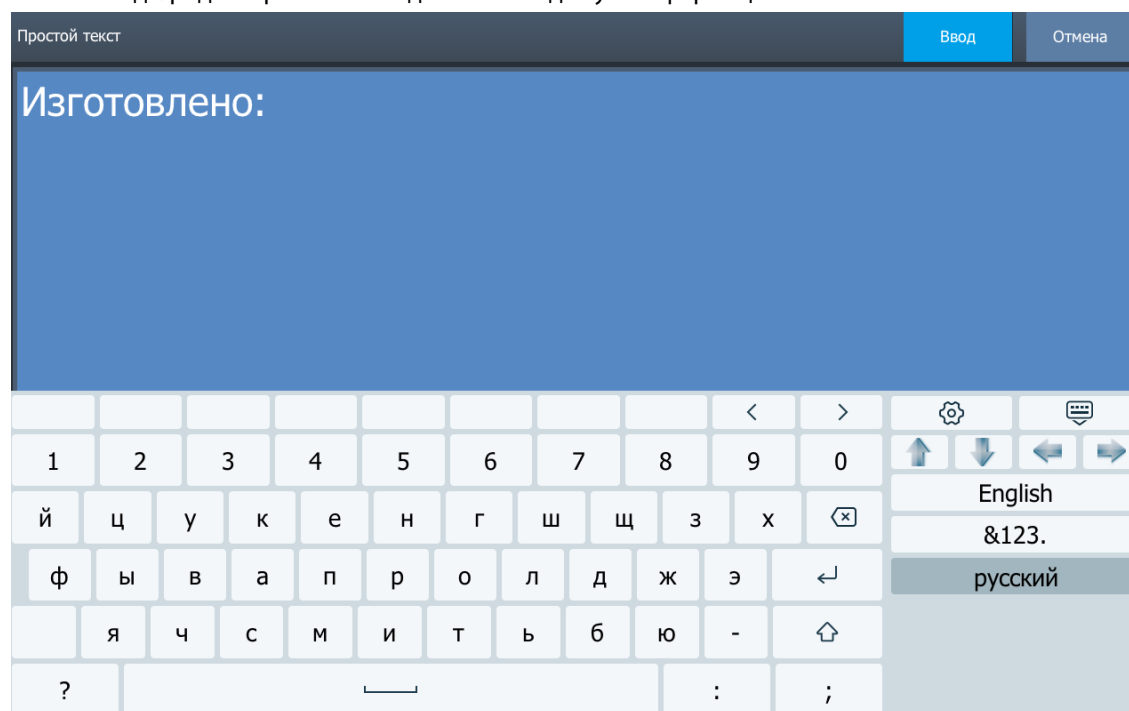 Простой текст
Ввод
Отмена
Изготовлено:
< >
1 2 3 4 5 6 7 8 9 0
й ц у к е н г ш щ з х
English
&123.
ф ы в а п р о л д ж э
русский
я ч с м и т ь б ю -
? : ;